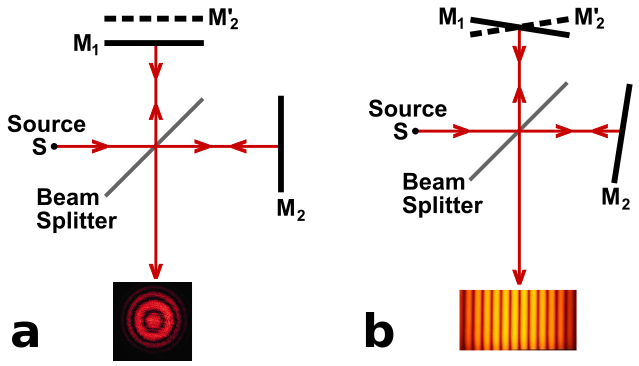 M'₂
M₁
Source
S
Beam
Splitter
M₂
a
M₁
M'₂
Source
S
Beam
Splitter
M₂
b